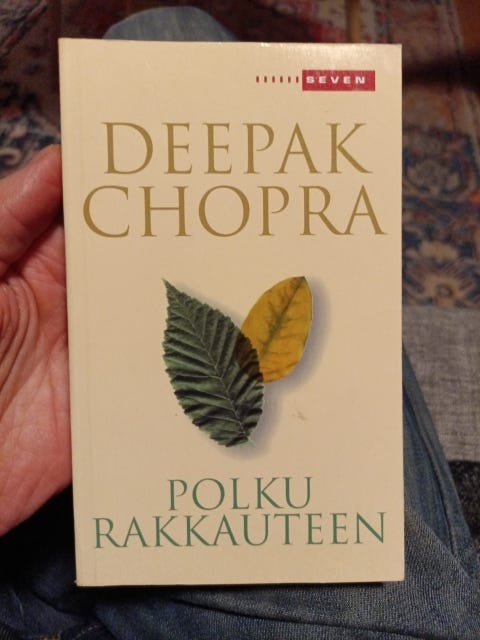 SEVEN
DEEPAK
CHOPRA
POLKU
RAKKAUTEEN